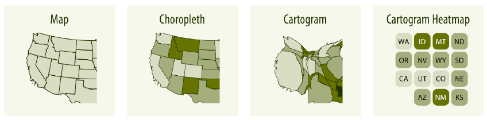 Map
Choropleth
Cartogram
Cartogram Heatmap
WA ID MT ND
OR NV WY SD
CA UT CO NE
AZ NM KS